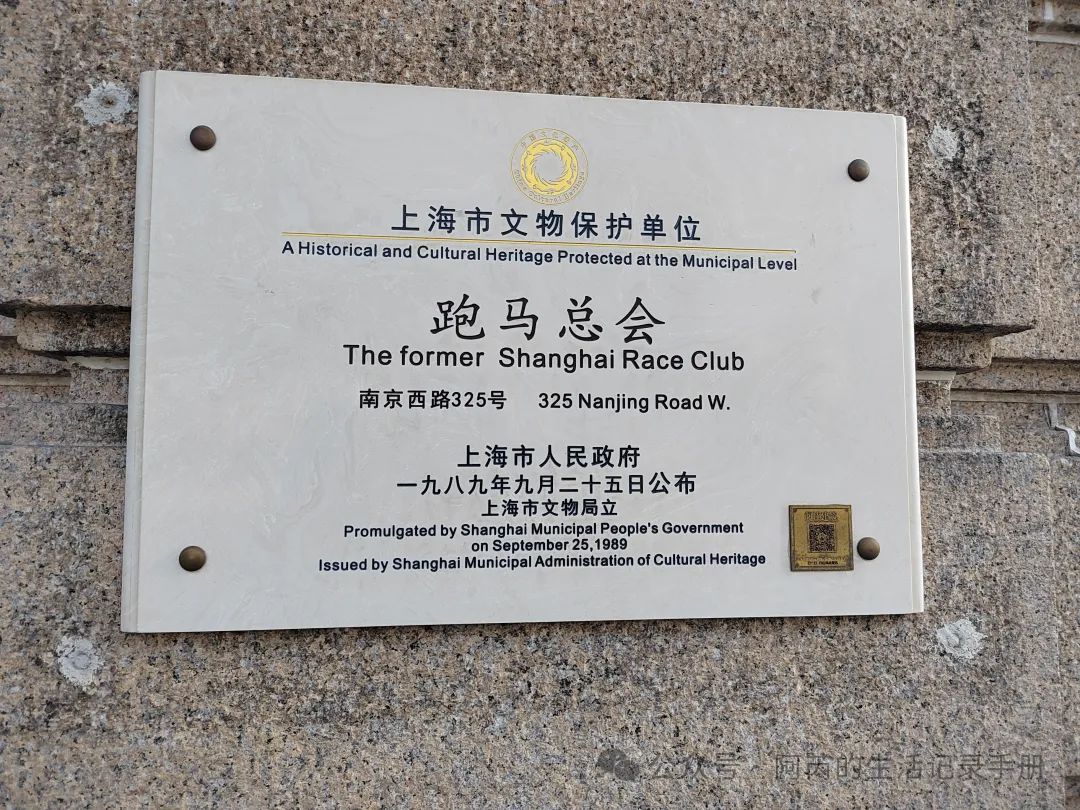 上海市文物保护单位
A Historical and Cultural Heritage Protected at the Municipal Level
跑马总会
The former Shanghai Race Club
南京西路325号 325 Nanjing Road W.
上海市人民政府
一九八九年九月二十五日公布
上海市文物局立
Promulgated by Shanghai Municipal People's Government
on September 25,1989
Issued by Shanghai Municipal Administration of Cultural Heritage
公众号·阿芮的生活记录手册